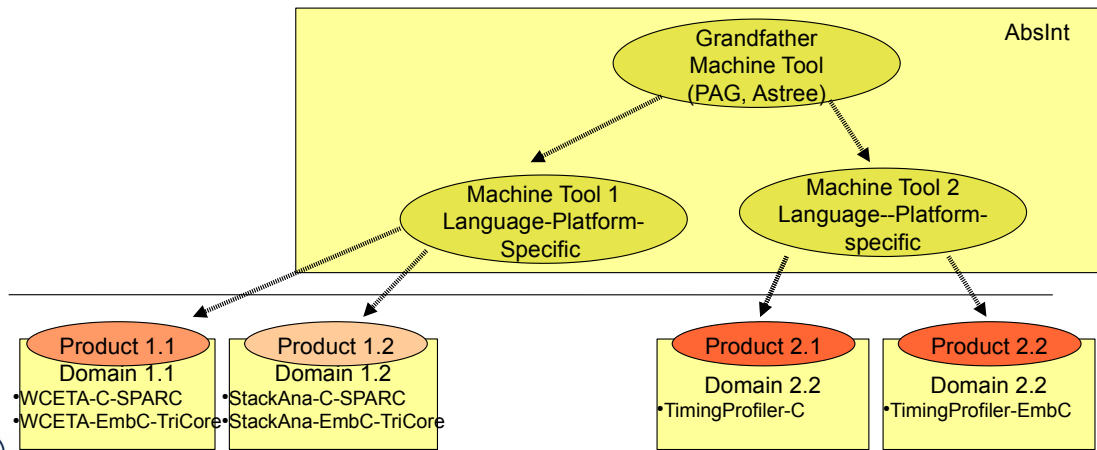 AbsInt
Grandfather
Machine Tool
(PAG, Astree)
Machine Tool 1
Language-Platform-
Specific
Machine Tool 2
Language--Platform-
specific
Product 1.1
Domain 1.1
•WCETA-C-SPARC
•WCETA-EmbC-TriCore
Product 1.2
Domain 1.2
•StackAna-C-SPARC
•StackAna-EmbC-TriCore
Product 2.1
Domain 2.2
•TimingProfiler-C
Product 2.2
Domain 2.2
•TimingProfiler-EmbC